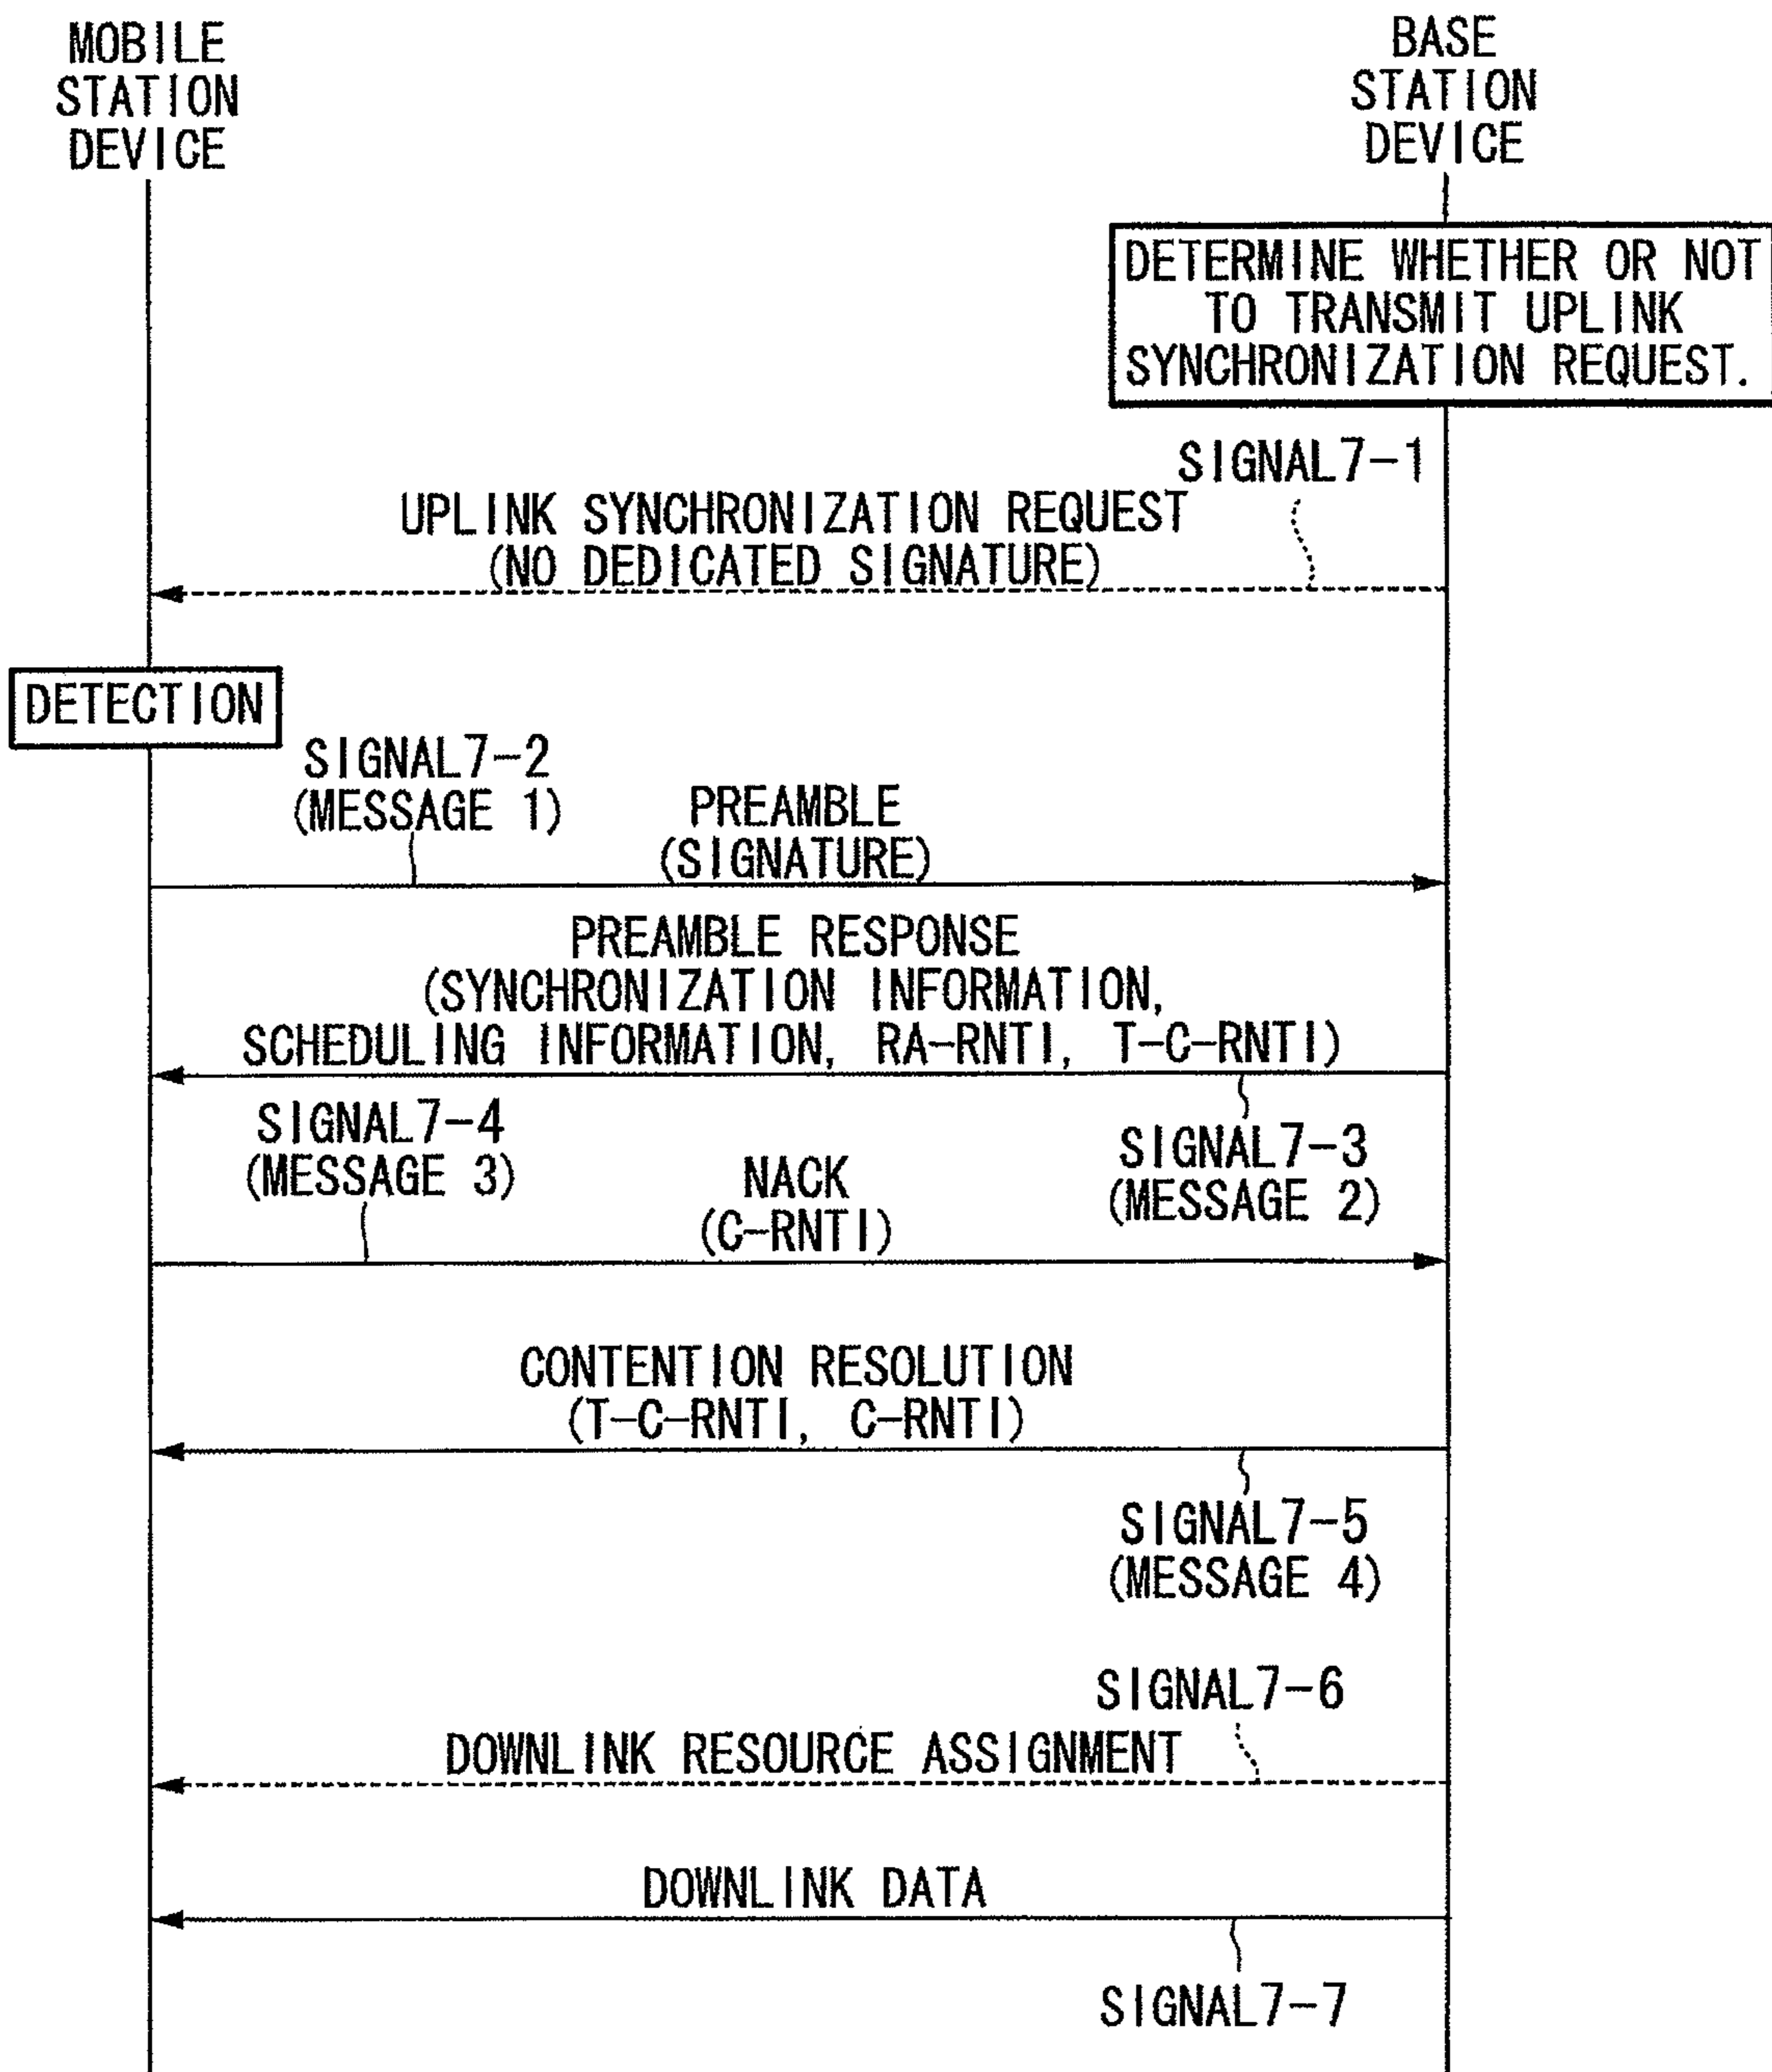 MOBILE
STATION
DEVICE
BASE
STATION
DEVICE
DETERMINE WHETHER OR NOT
TO TRANSMIT UPLINK
SYNCHRONIZATION REQUEST.
SIGNAL7-1
UPLINK SYNCHRONIZATION REQUEST
(NO DEDICATED SIGNATURE)
DETECTION
SIGNAL7-2
(MESSAGE 1)
PREAMBLE
(SIGNATURE)
PREAMBLE RESPONSE
(SYNCHRONIZATION INFORMATION,
SCHEDULING INFORMATION, RA-RNTI, T-C-RNTI)
SIGNAL7-4
(MESSAGE 3)
NACK
(C-RNTI)
SIGNAL7-3
(MESSAGE 2)
CONTENTION RESOLUTION
(T-C-RNTI, C-RNTI)
SIGNAL7-5
(MESSAGE 4)
SIGNAL7-6
DOWNLINK RESOURCE ASSIGNMENT
DOWNLINK DATA
SIGNAL7-7